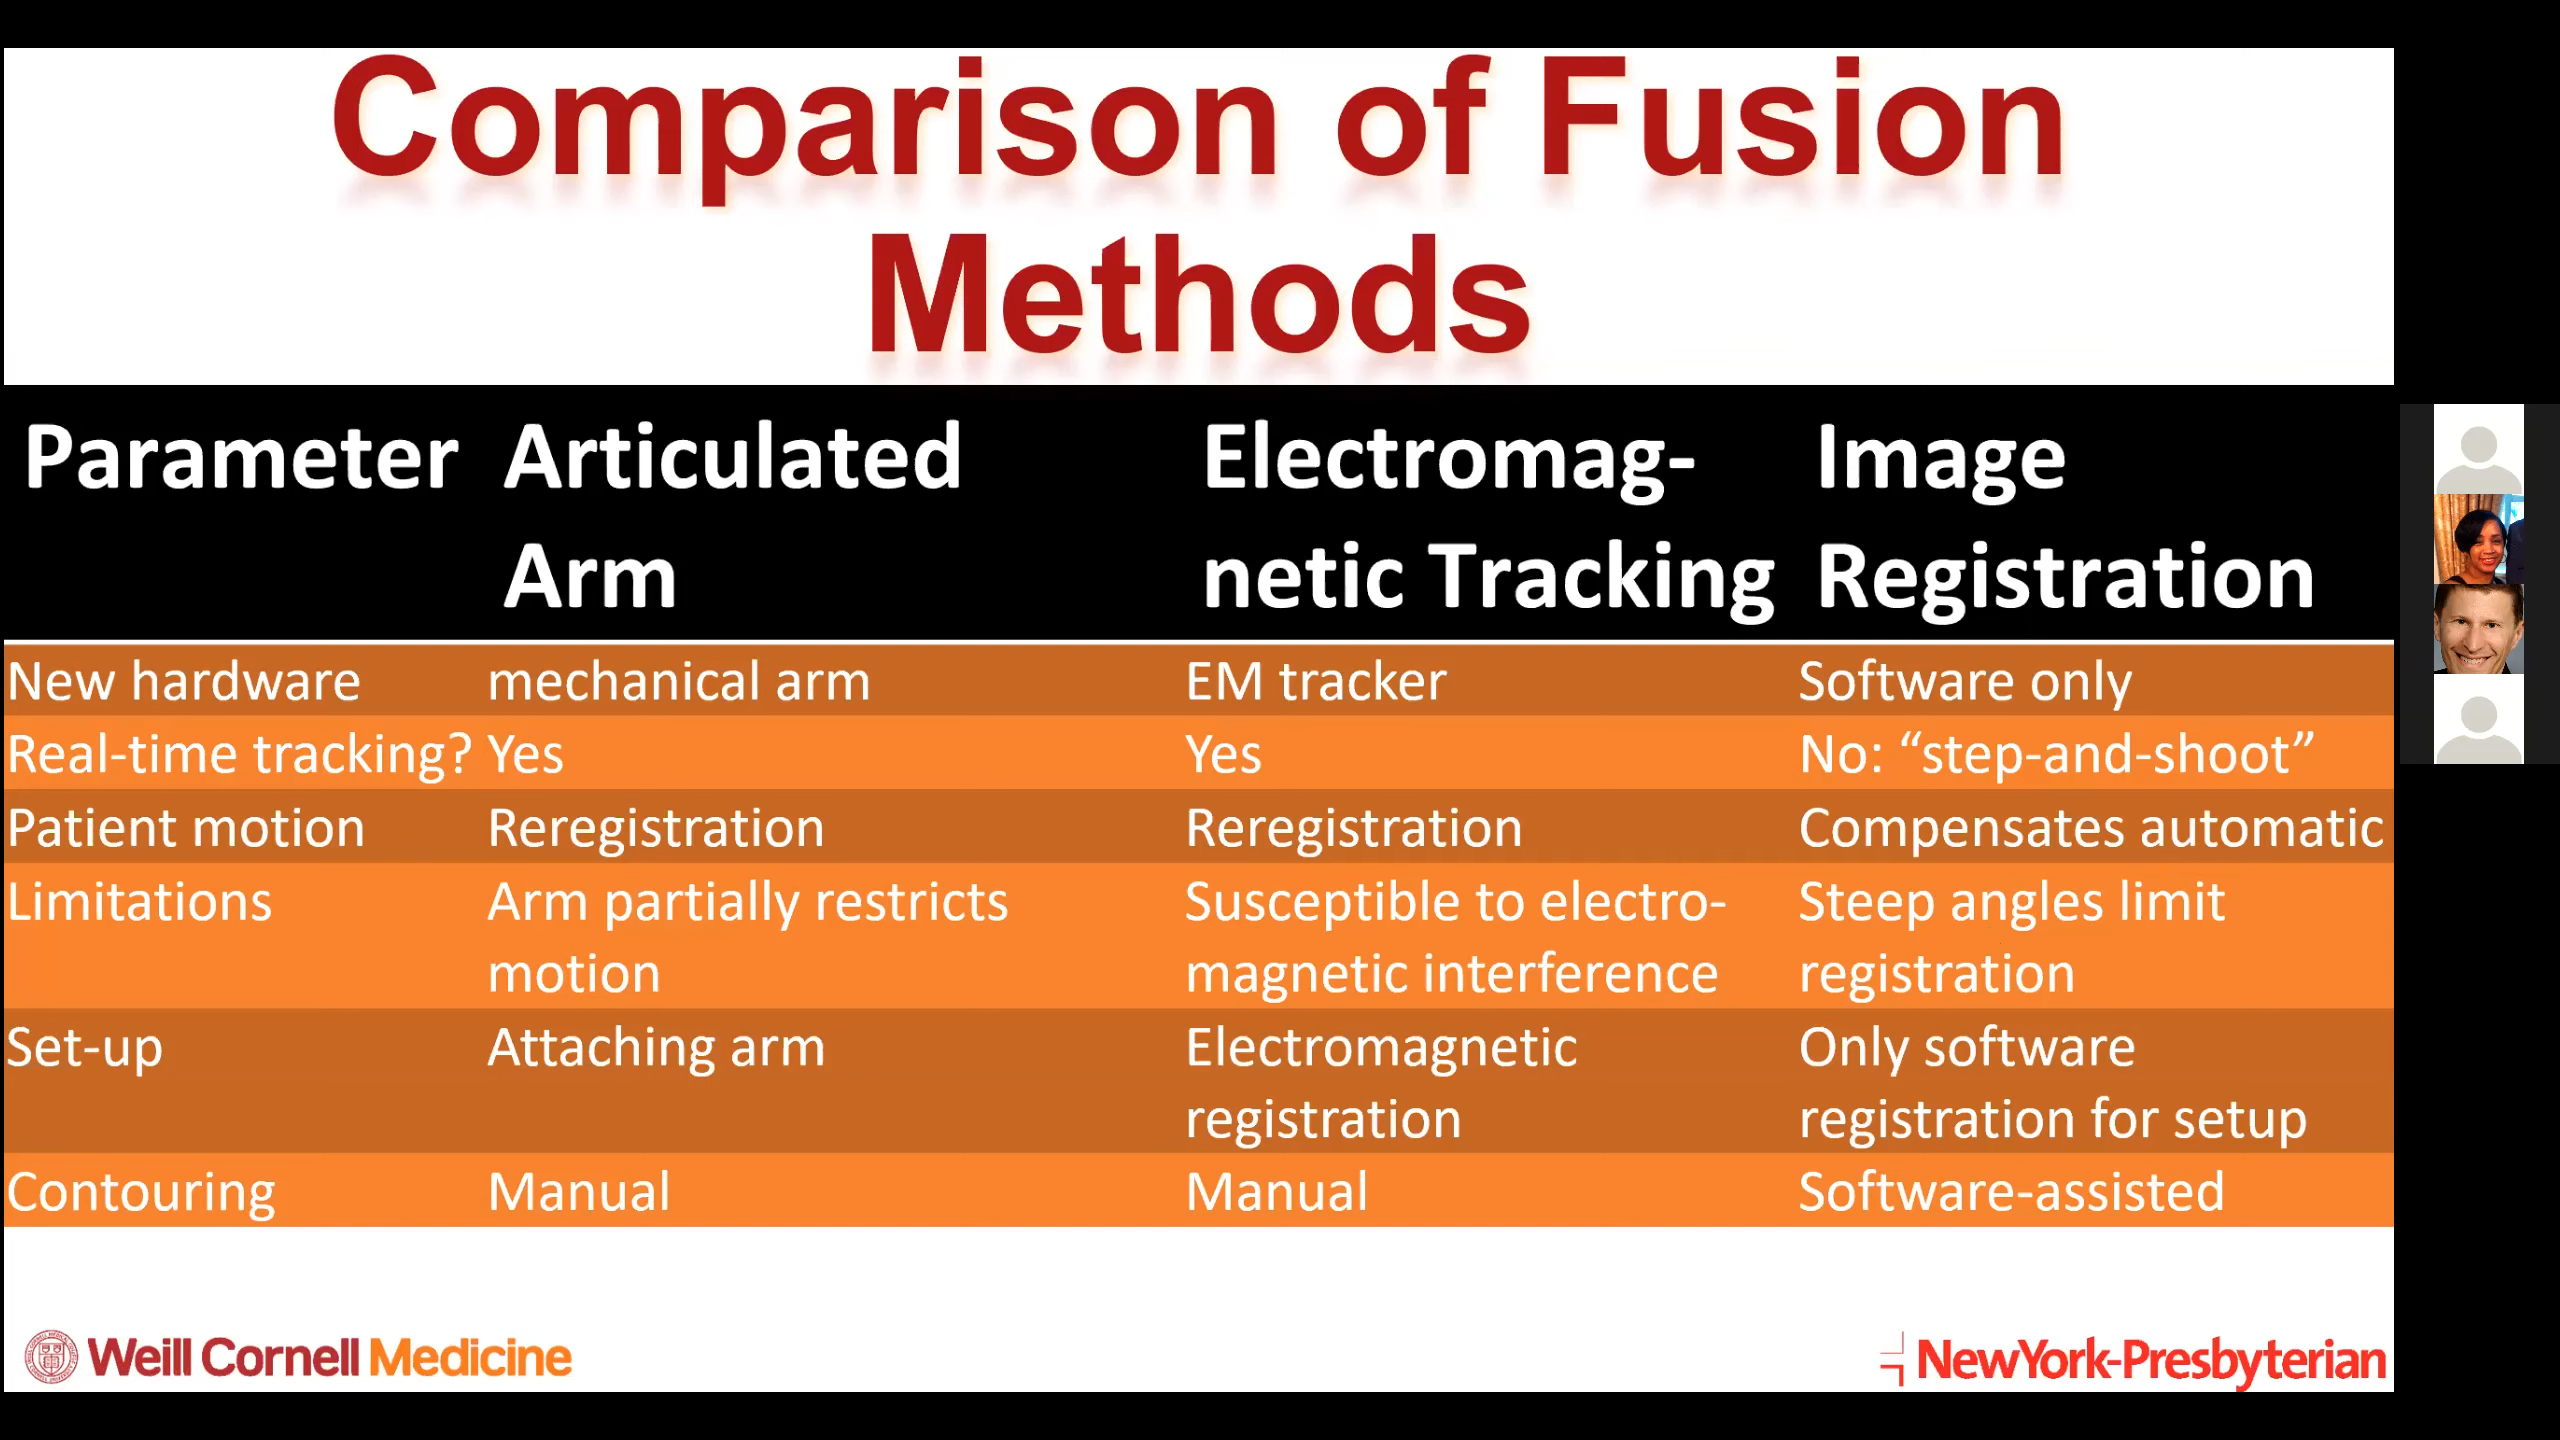 Comparison of Fusion
Methods
Parameter Articulated Arm Electromag-netic Tracking Image Registration
New hardware mechanical arm EM tracker Software only
Real-time tracking? Yes Yes No: “step-and-shoot”
Patient motion Reregistration Reregistration Compensates automatic
Limitations Arm partially restricts motion Susceptible to electro-magnetic interference Steep angles limit registration
Set-up Attaching arm Electromagnetic registration Only software registration for setup
Contouring Manual Manual Software-assisted
Weill Cornell Medicine
NewYork-Presbyterian